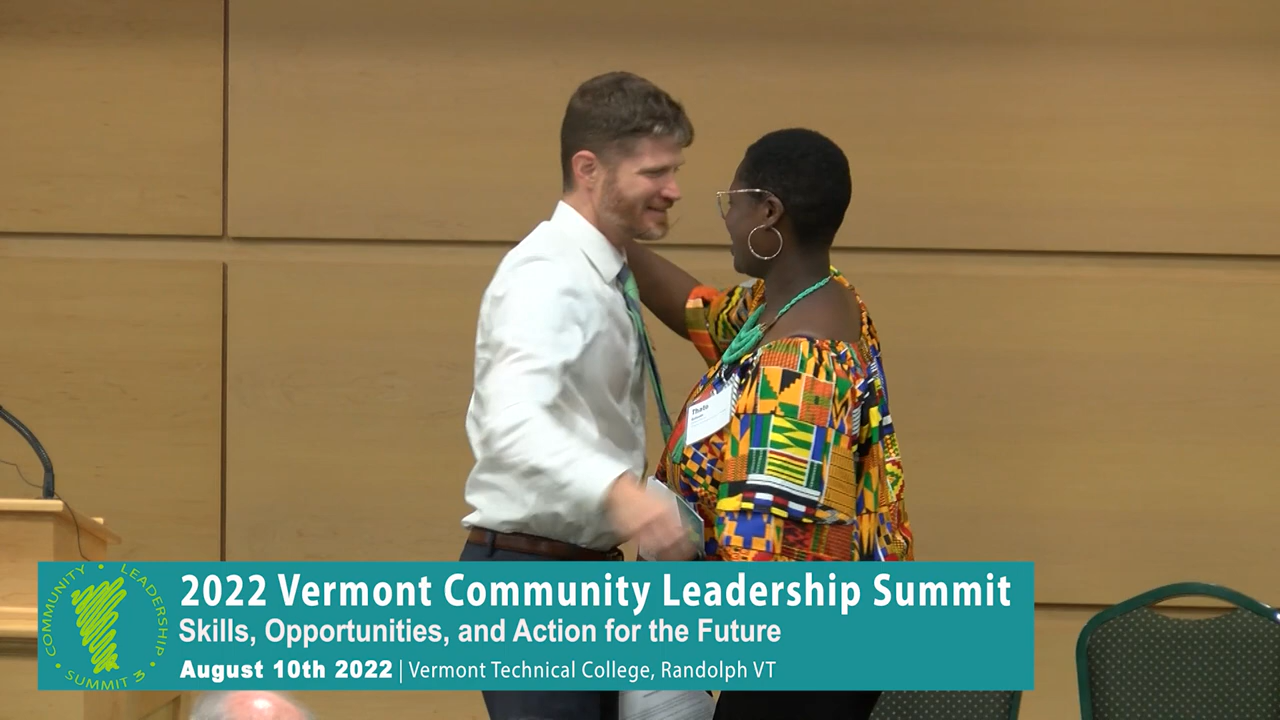 2022 Vermont Community Leadership Summit
Skills, Opportunities, and Action for the Future
August 10th 2022 | Vermont Technical College, Randolph VT
COMMUNITY • LEADERSHIP • SUMMIT 3 •
Thato